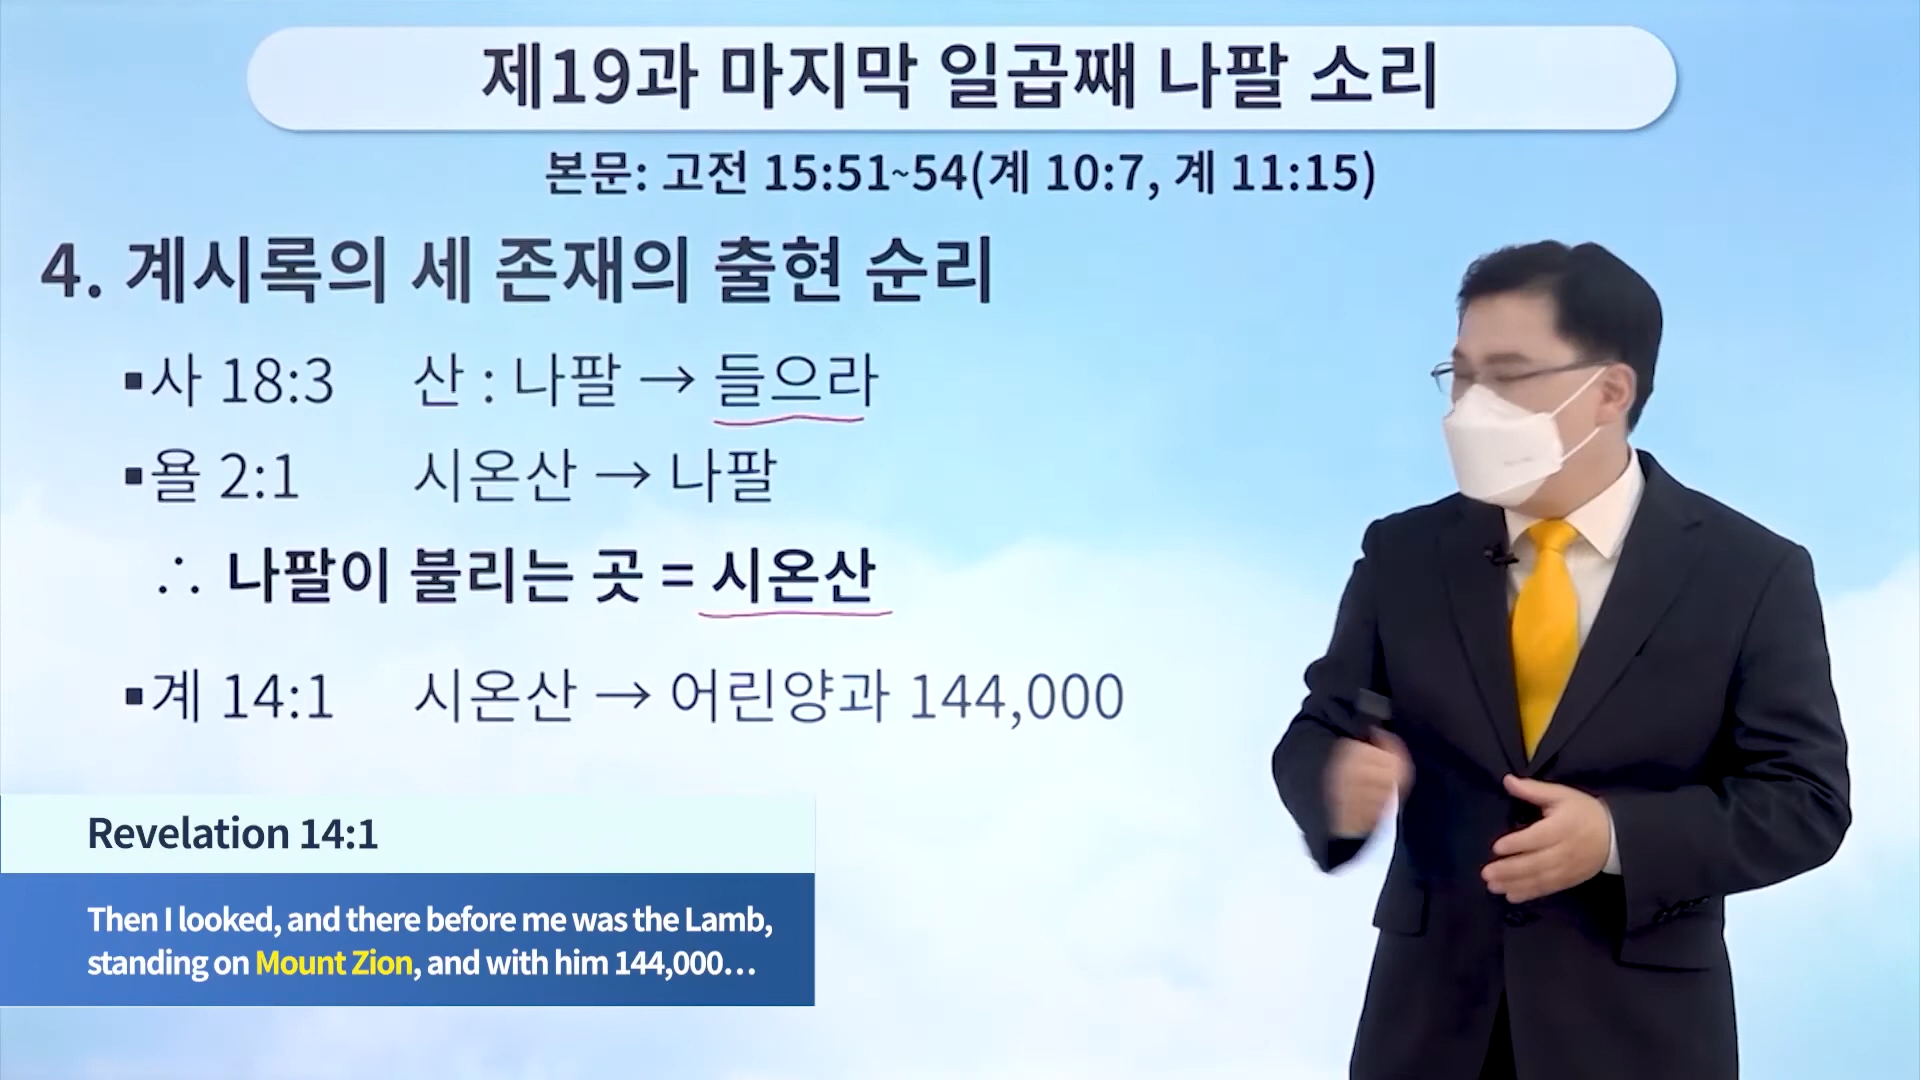 제19과 마지막 일곱째 나팔 소리
본문: 고전 15:51~54(계 10:7, 계 11:15)
4. 계시록의 세 존재의 출현 순리
▪사 18:3 산 : 나팔 → 들으라
▪욜 2:1 시온산 → 나팔
∴ 나팔이 불리는 곳 = 시온산
▪계 14:1 시온산 → 어린양과 144,000
Revelation 14:1
Then I looked, and there before me was the Lamb,
standing on Mount Zion, and with him 144,000…